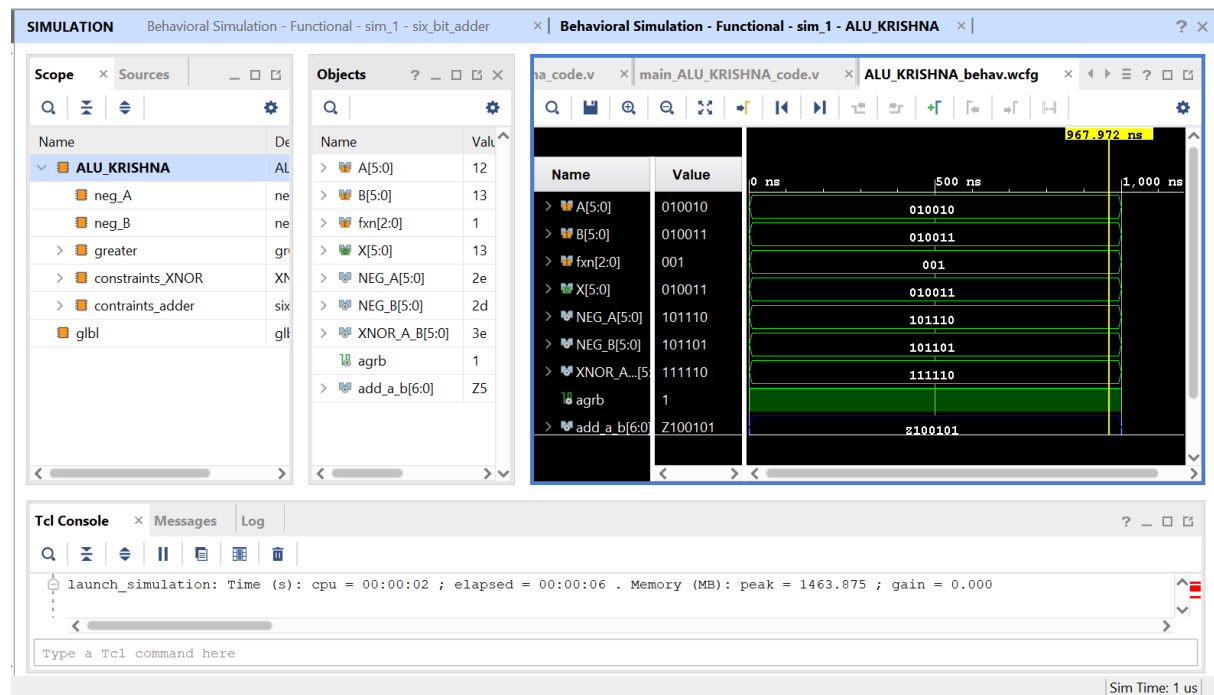 SIMULATION Behavioral Simulation - Functional - sim_1 - six_bit_adder × Behavioral Simulation - Functional - sim_1 - ALU_KRISHNA × ? ×
Scope × Sources
Name De
ALU_KRISHNA AL
neg_A ne
neg_B ne
greater gr
constraints_XNOR XN
contraints_adder six
glbl glb
Objects ? _ ×
Name Valu
A[5:0] 12
B[5:0] 13
fxn[2:0] 1
X[5:0] 13
NEG_A[5:0] 2e
NEG_B[5:0] 2d
XNOR_A_B[5:0] 3e
agrb 1
add_a_b[6:0] Z5
na_code.v × main_ALU_KRISHNA_code.v × ALU_KRISHNA_behav.wcfg × ?
967.972 ns
Name Value 0 ns 500 ns 1,000 ns
A[5:0] 010010 010010
B[5:0] 010011 010011
fxn[2:0] 001 001
X[5:0] 010011 010011
NEG_A[5:0] 101110 101110
NEG_B[5:0] 101101 101101
XNOR_A...[5: 111110 111110
agrb 1
add_a_b[6:0] Z100101 Z100101
Tcl Console × Messages Log ? _
launch_simulation: Time (s): cpu = 00:00:02 ; elapsed = 00:00:06 . Memory (MB): peak = 1463.875 ; gain = 0.000
Type a Tcl command here
Sim Time: 1 us